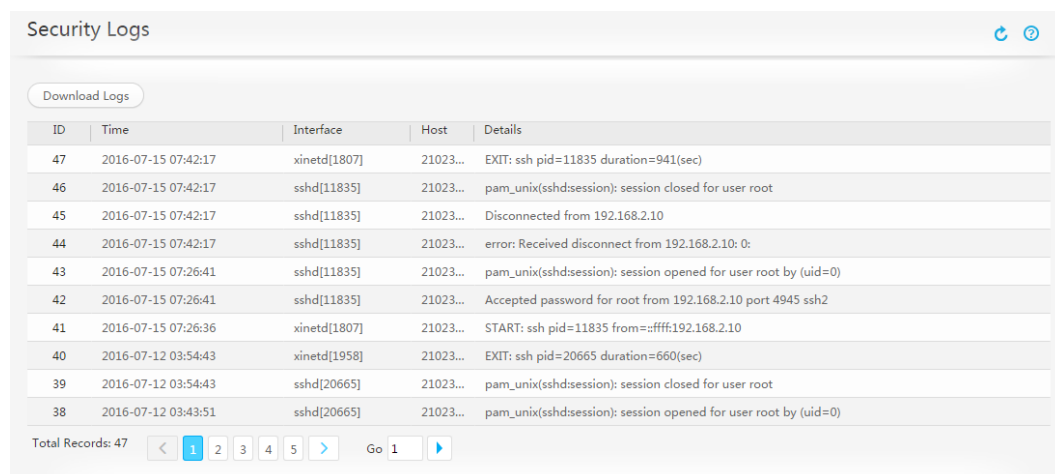 Security Logs
Download Logs
ID Time Interface Host Details
47 2016-07-15 07:42:17 xinetd[1807] 21023... EXIT: ssh pid=11835 duration=941(sec)
46 2016-07-15 07:42:17 sshd[11835] 21023... pam_unix(sshd:session): session closed for user root
45 2016-07-15 07:42:17 sshd[11835] 21023... Disconnected from 192.168.2.10
44 2016-07-15 07:42:17 sshd[11835] 21023... error: Received disconnect from 192.168.2.10: 0:
43 2016-07-15 07:26:41 sshd[11835] 21023... pam_unix(sshd:session): session opened for user root by (uid=0)
42 2016-07-15 07:26:41 sshd[11835] 21023... Accepted password for root from 192.168.2.10 port 4945 ssh2
41 2016-07-15 07:26:36 xinetd[1807] 21023... START: ssh pid=11835 from=::ffff:192.168.2.10
40 2016-07-12 03:54:43 xinetd[1958] 21023... EXIT: ssh pid=20665 duration=660(sec)
39 2016-07-12 03:54:43 sshd[20665] 21023... pam_unix(sshd:session): session closed for user root
38 2016-07-12 03:43:51 sshd[20665] 21023... pam_unix(sshd:session): session opened for user root by (uid=0)
Total Records: 47 < 1 2 3 4 5 > Go 1